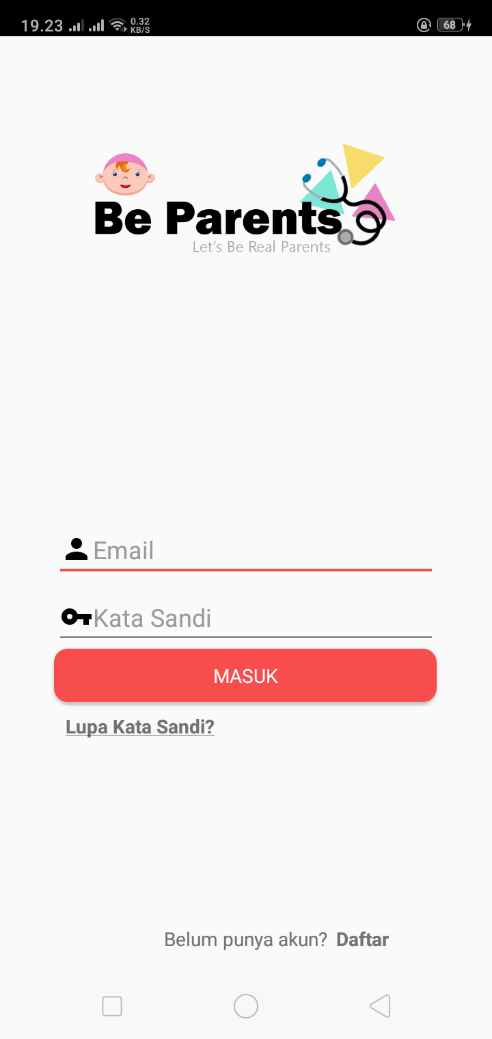 19.23 0.32 KB/S 68
Be Parents
Let's Be Real Parents
Email
Kata Sandi
MASUK
Lupa Kata Sandi?
Belum punya akun? Daftar